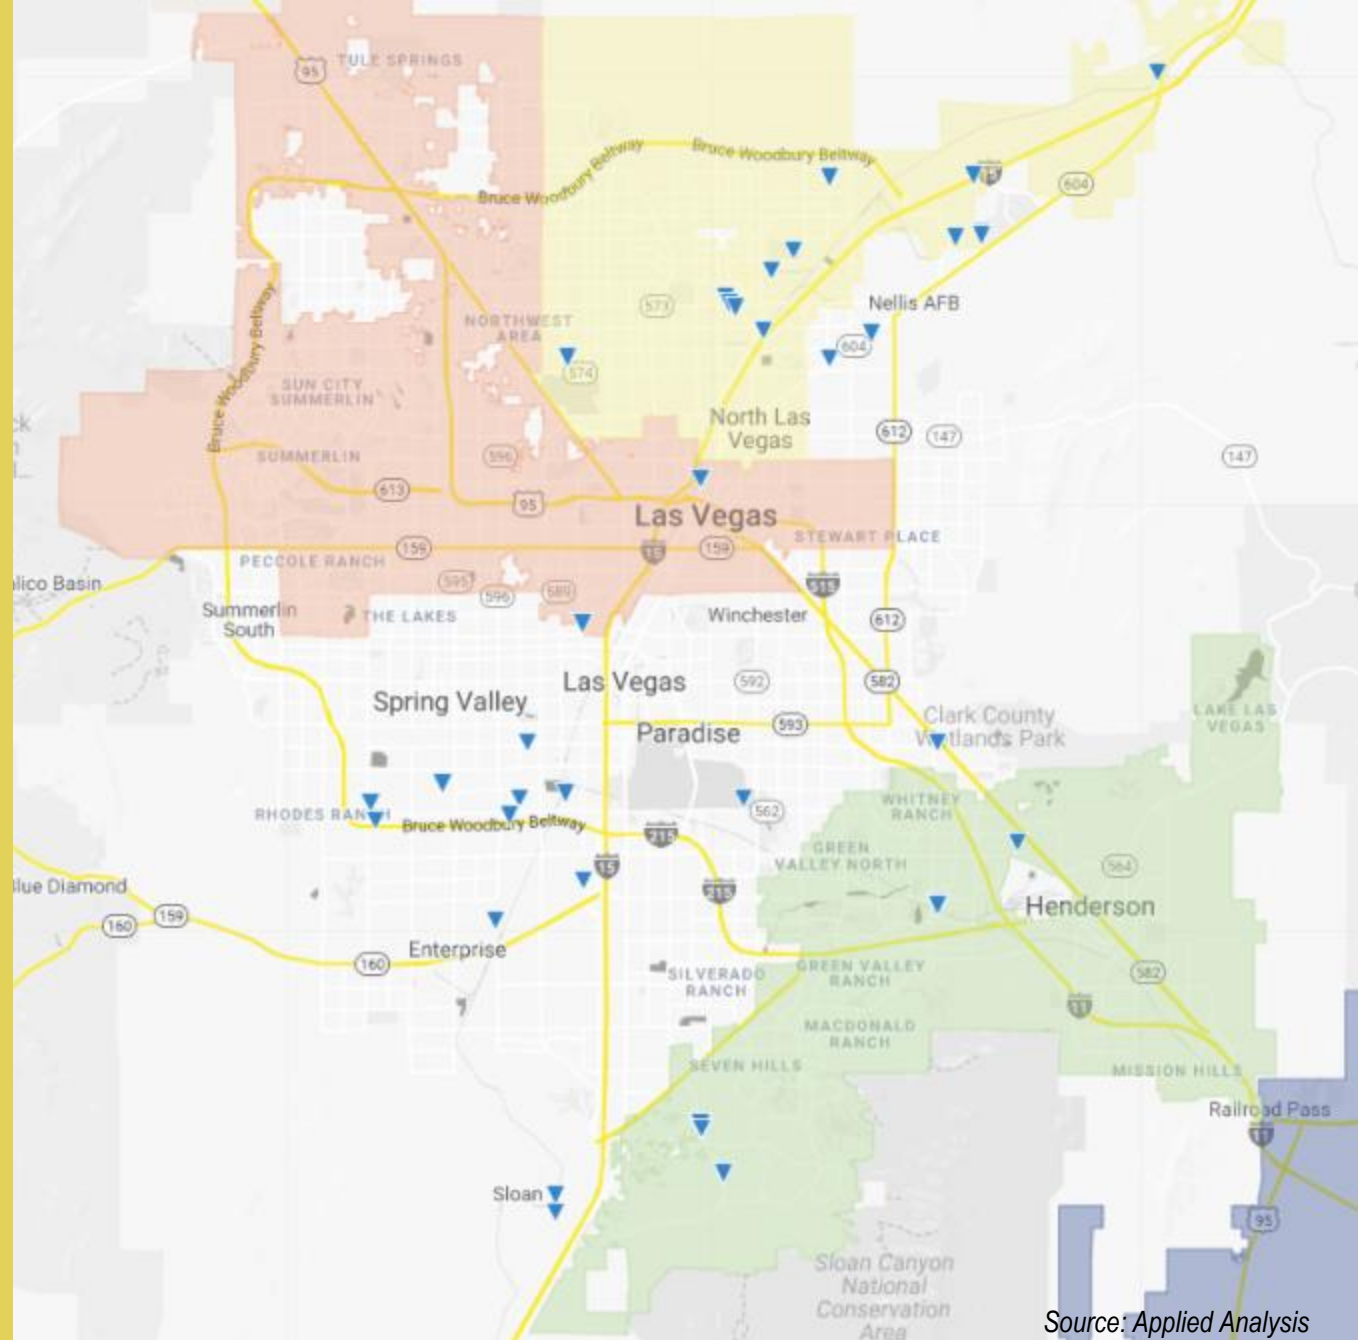 TULE SPRINGS
95
Bruce Woodbury Beltway
Bruce Woodbury Beltway
15
604
573
Nellis AFB
NORTHWEST
AREA
604
574
Bruce Woodbury Beltway
SUN CITY
SUMMERLIN
North Las
Vegas
612
147
147
596
SUMMERLIN
613
95
Las Vegas
STEWART PLACE
159
15
159
PECCOLE RANCH
595
596
589
515
lico Basin
Summerlin
South
THE LAKES
Winchester
612
Las Vegas
592
582
Spring Valley
Paradise
593
Clark County
Wetlands Park
LAKE LAS
VEGAS
RHODES RANCH
Bruce Woodbury Beltway
562
WHITNEY
RANCH
215
GREEN
VALLEY NORTH
15
564
lue Diamond
215
Henderson
160
159
Enterprise
160
SILVERADO
RANCH
GREEN VALLEY
RANCH
582
11
MACDONALD
RANCH
SEVEN HILLS
MISSION HILLS
Railroad Pass
11
Sloan
95
Sloan Canyon
National
Conservation
Area
Source: Applied Analysis